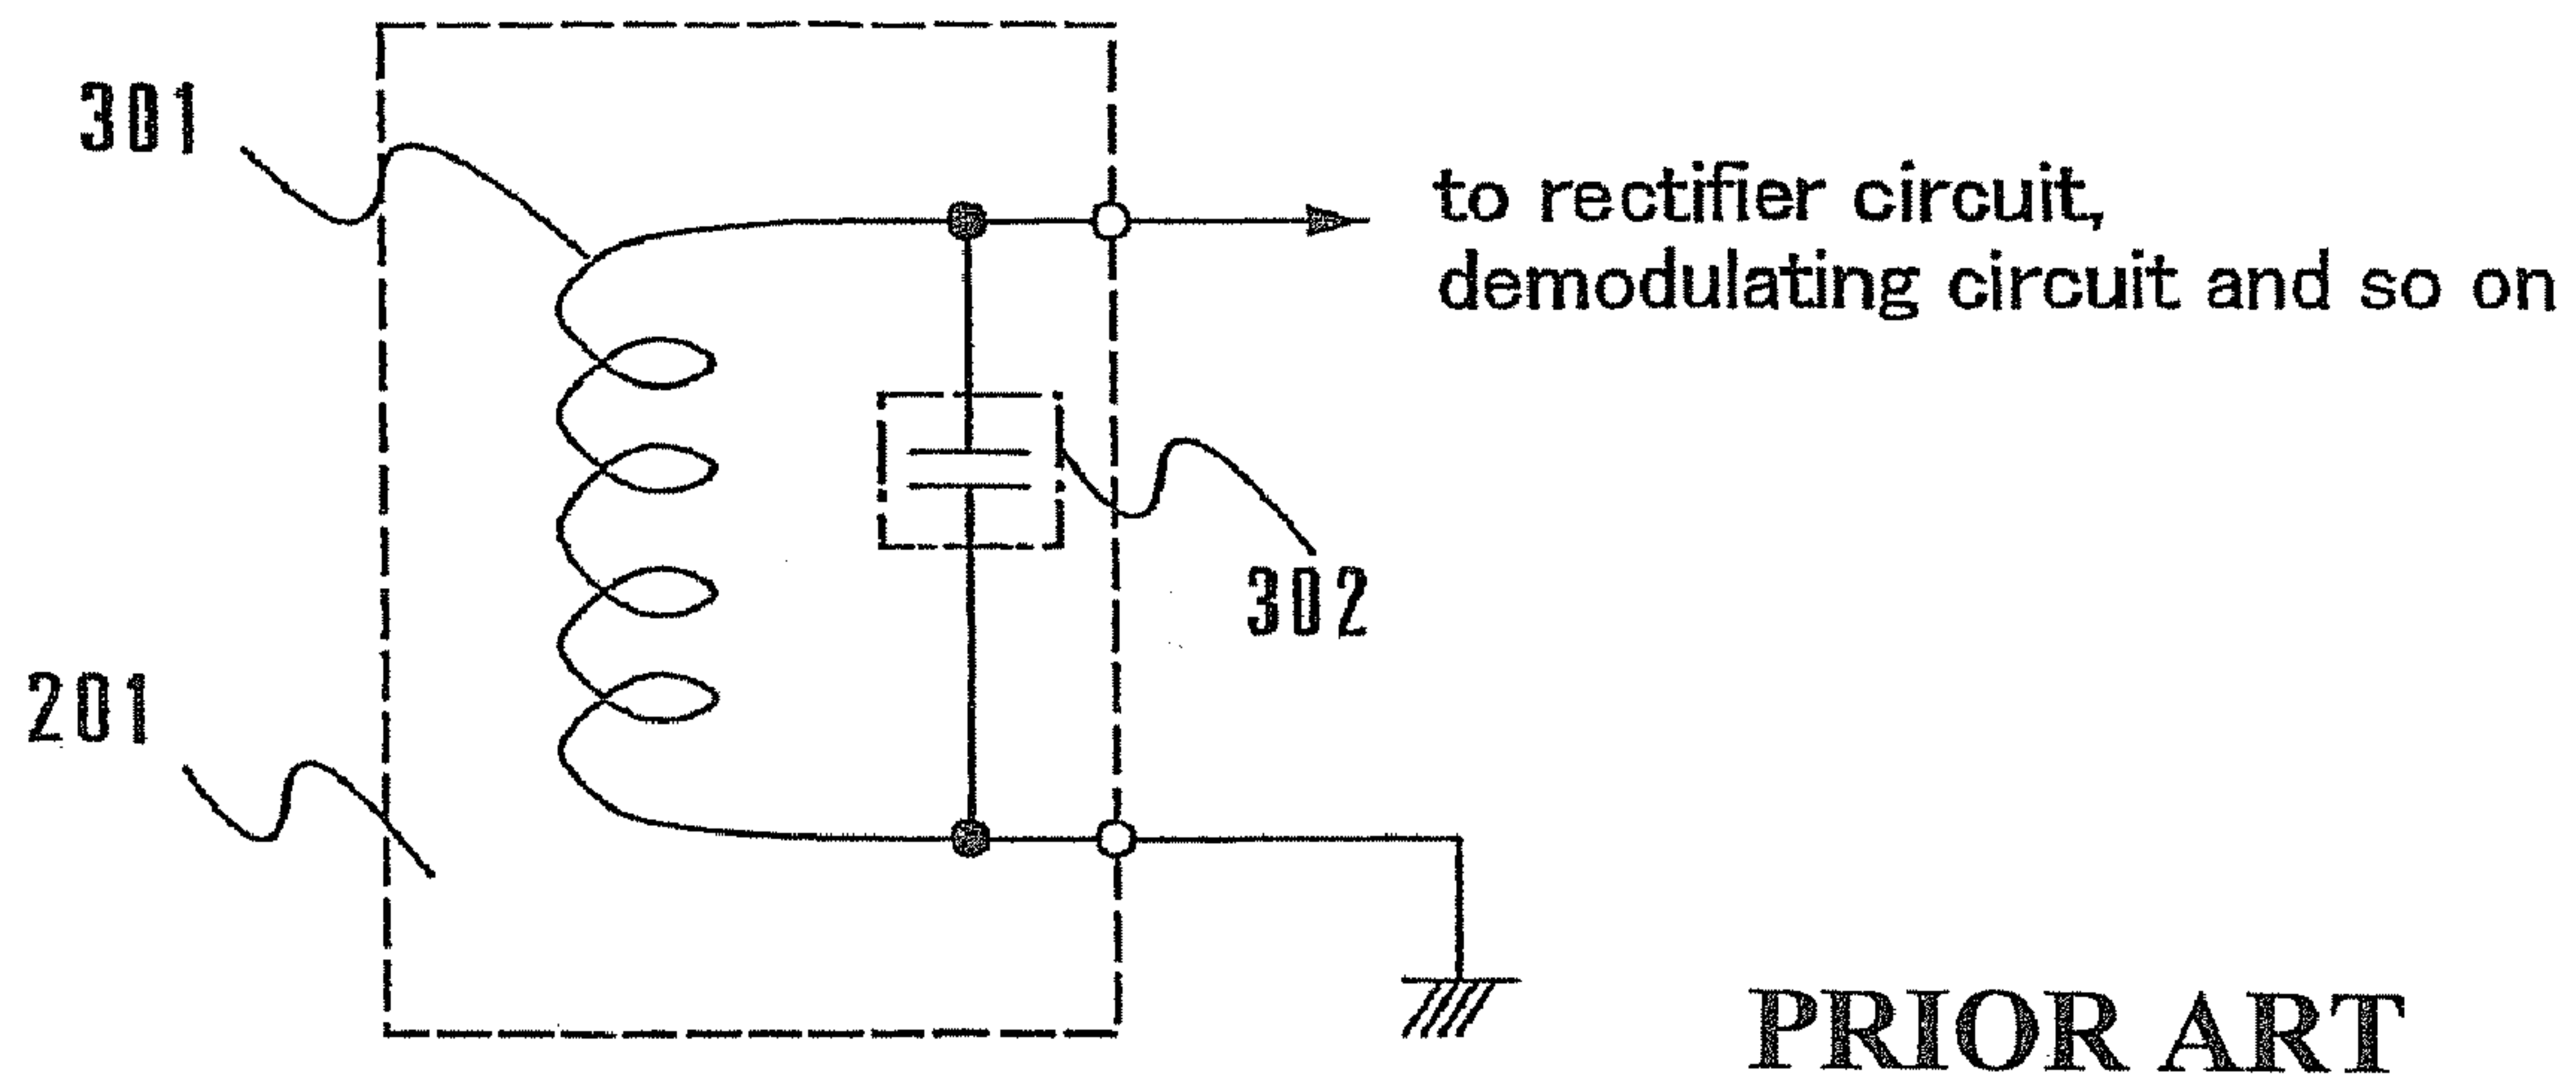 301
to rectifier circuit,
demodulating circuit and so on
302
201
PRIOR ART